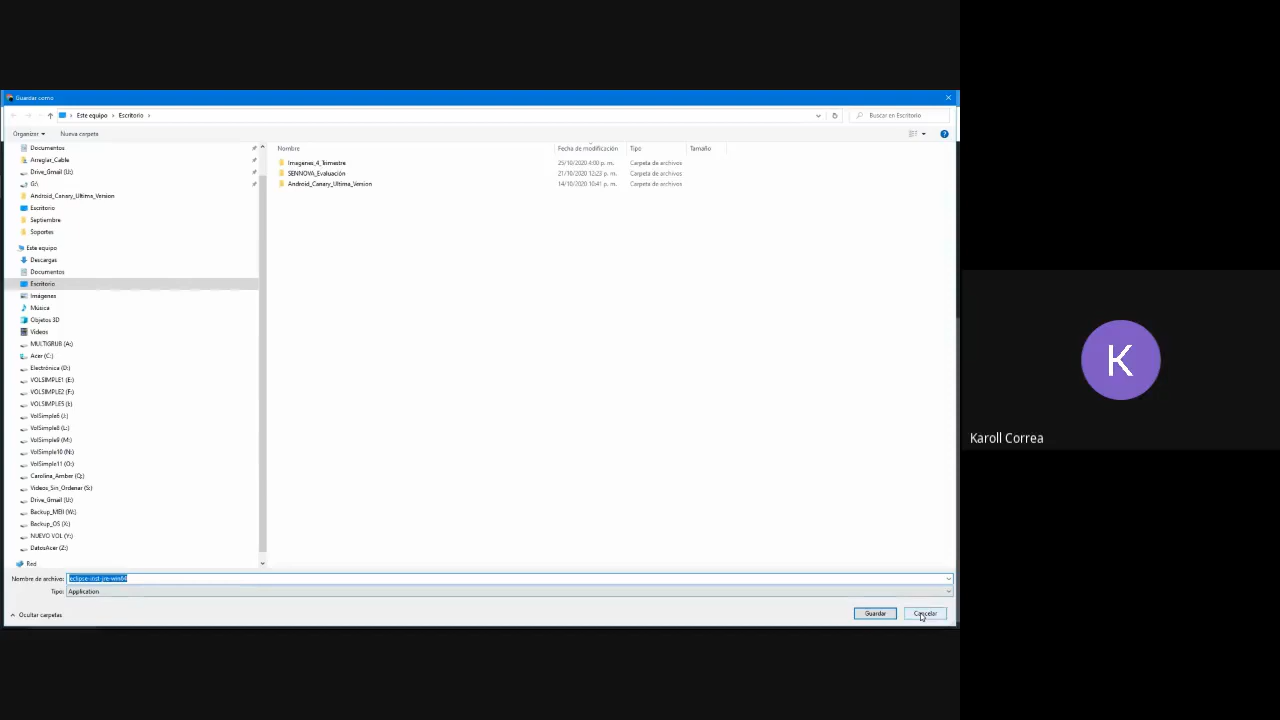 Guardar como
Este equipo > Escritorio >
Buscar en Escritorio
Organizar
Nueva carpeta
Nombre Fecha de modificación Tipo Tamaño
Imagenes_4_Trimestre 25/10/2020 4:00 p. m. Carpeta de archivos
SENNOVA_Evaluación 21/10/2020 12:23 p. m. Carpeta de archivos
Android_Canary_Ultima_Version 14/10/2020 10:41 p. m. Carpeta de archivos
Documentos
Arreglar_Cable
Drive_Gmail (U:)
G:\
Android_Canary_Ultima_Version
Escritorio
Septiembre
Soportes
Este equipo
Descargas
Documentos
Escritorio
Imágenes
Música
Objetos 3D
Vídeos
MULTIGRUB (A:)
Acer (C:)
Electrónica (D:)
VOLSIMPLE1 (E:)
VOLSIMPLE2 (F:)
VOLSIMPLE5 (I:)
VolSimple6 (J:)
VolSimple8 (L:)
VolSimple9 (M:)
VolSimple10 (N:)
VolSimple11 (O:)
Carolina_Amber (Q:)
Videos_Sin_Ordenar (S:)
Drive_Gmail (U:)
Backup_MEII (W:)
Backup_OS (X:)
NUEVO VOL (Y:)
DatosAcer (Z:)
Red
Nombre de archivo: eclipse-inst-jre-win64
Tipo: Application
Ocultar carpetas
Guardar
Cancelar
K
Karoll Correa